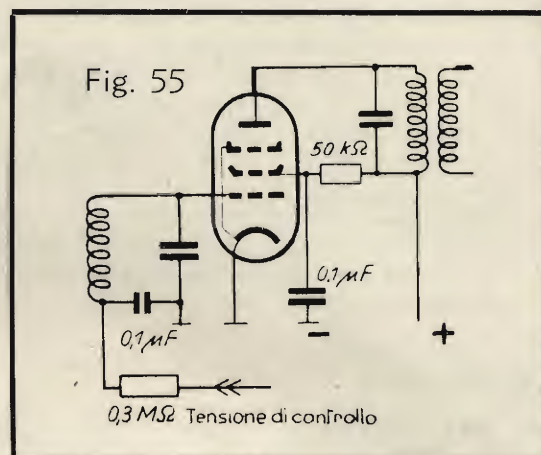 Fig. 55
50 kΩ
0,1 μF
0,1 μF
−
+
0,3 MΩ Tensione di controllo